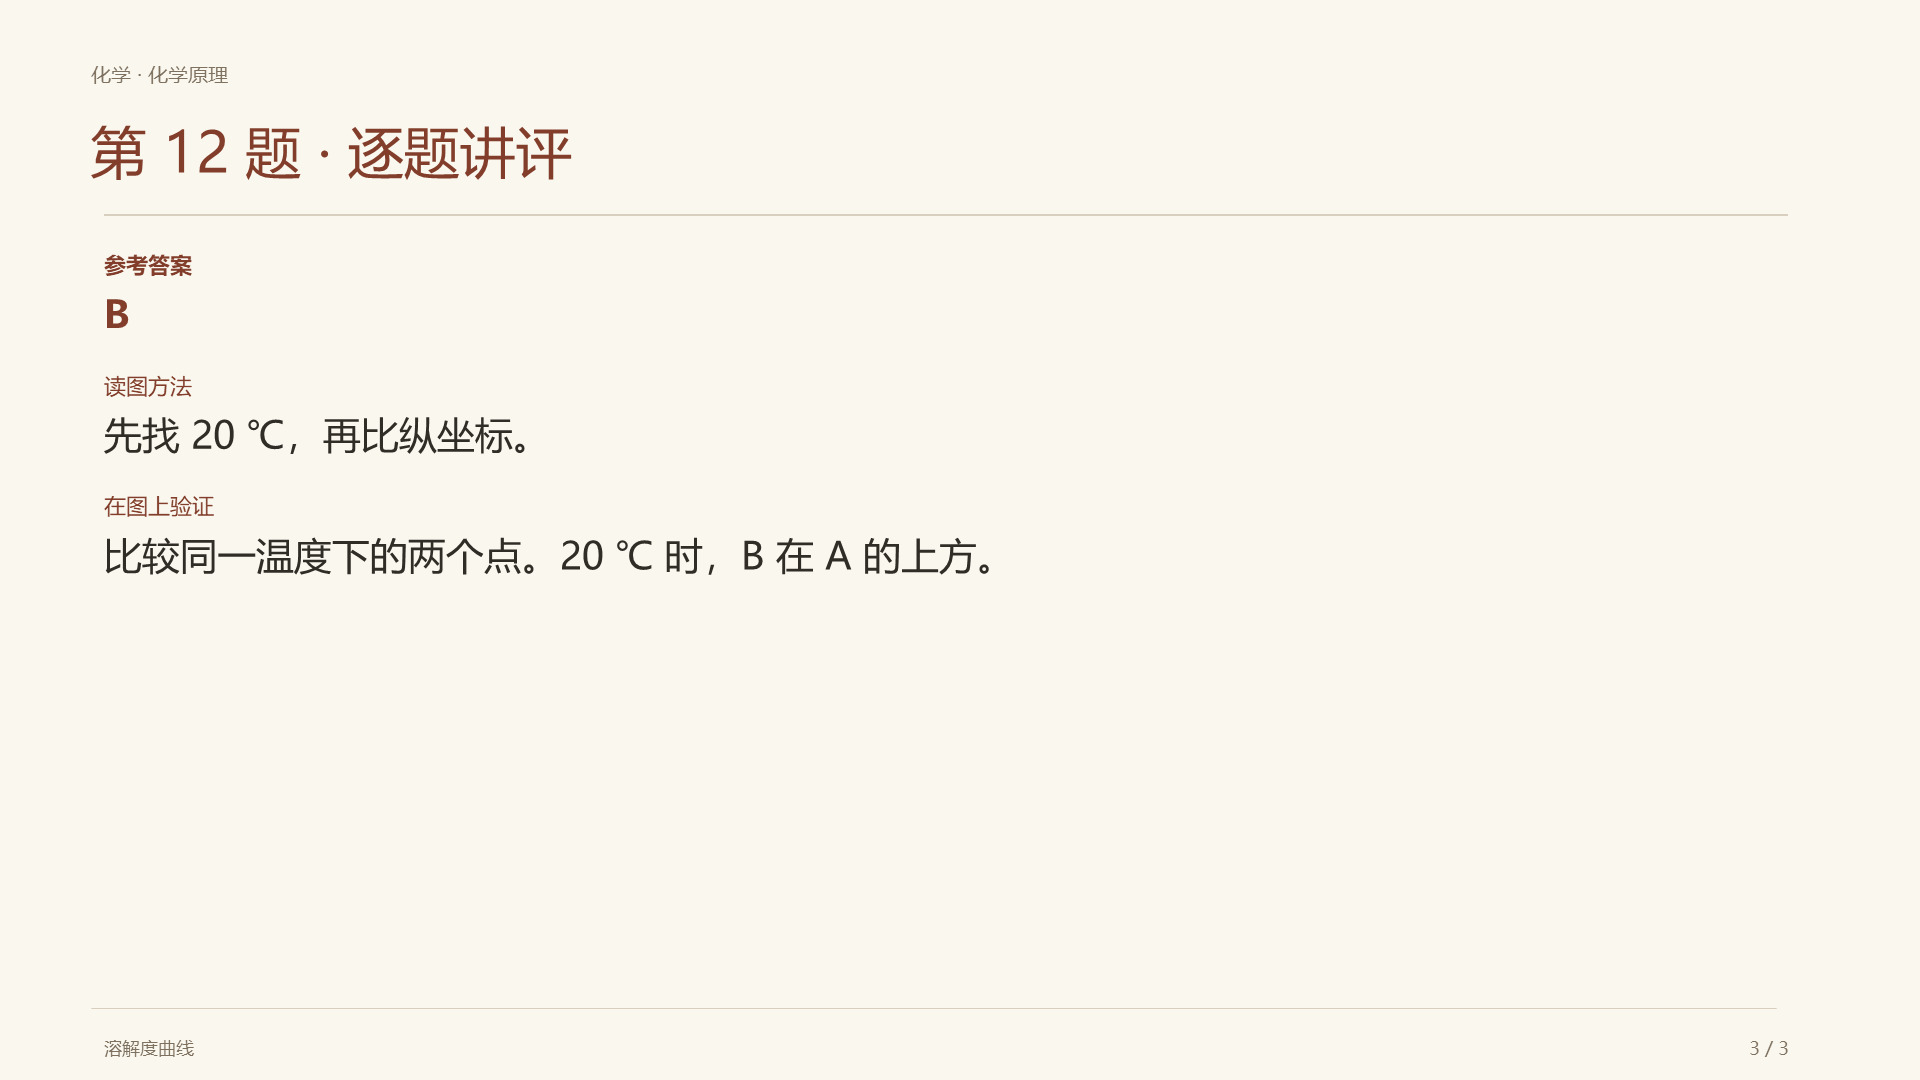 化学 · 化学原理
第 12 题 · 逐题讲评
参考答案
B
读图方法
先找 20 ℃，再比纵坐标。
在图上验证
比较同一温度下的两个点。20 ℃ 时，B 在 A 的上方。
溶解度曲线
3 / 3